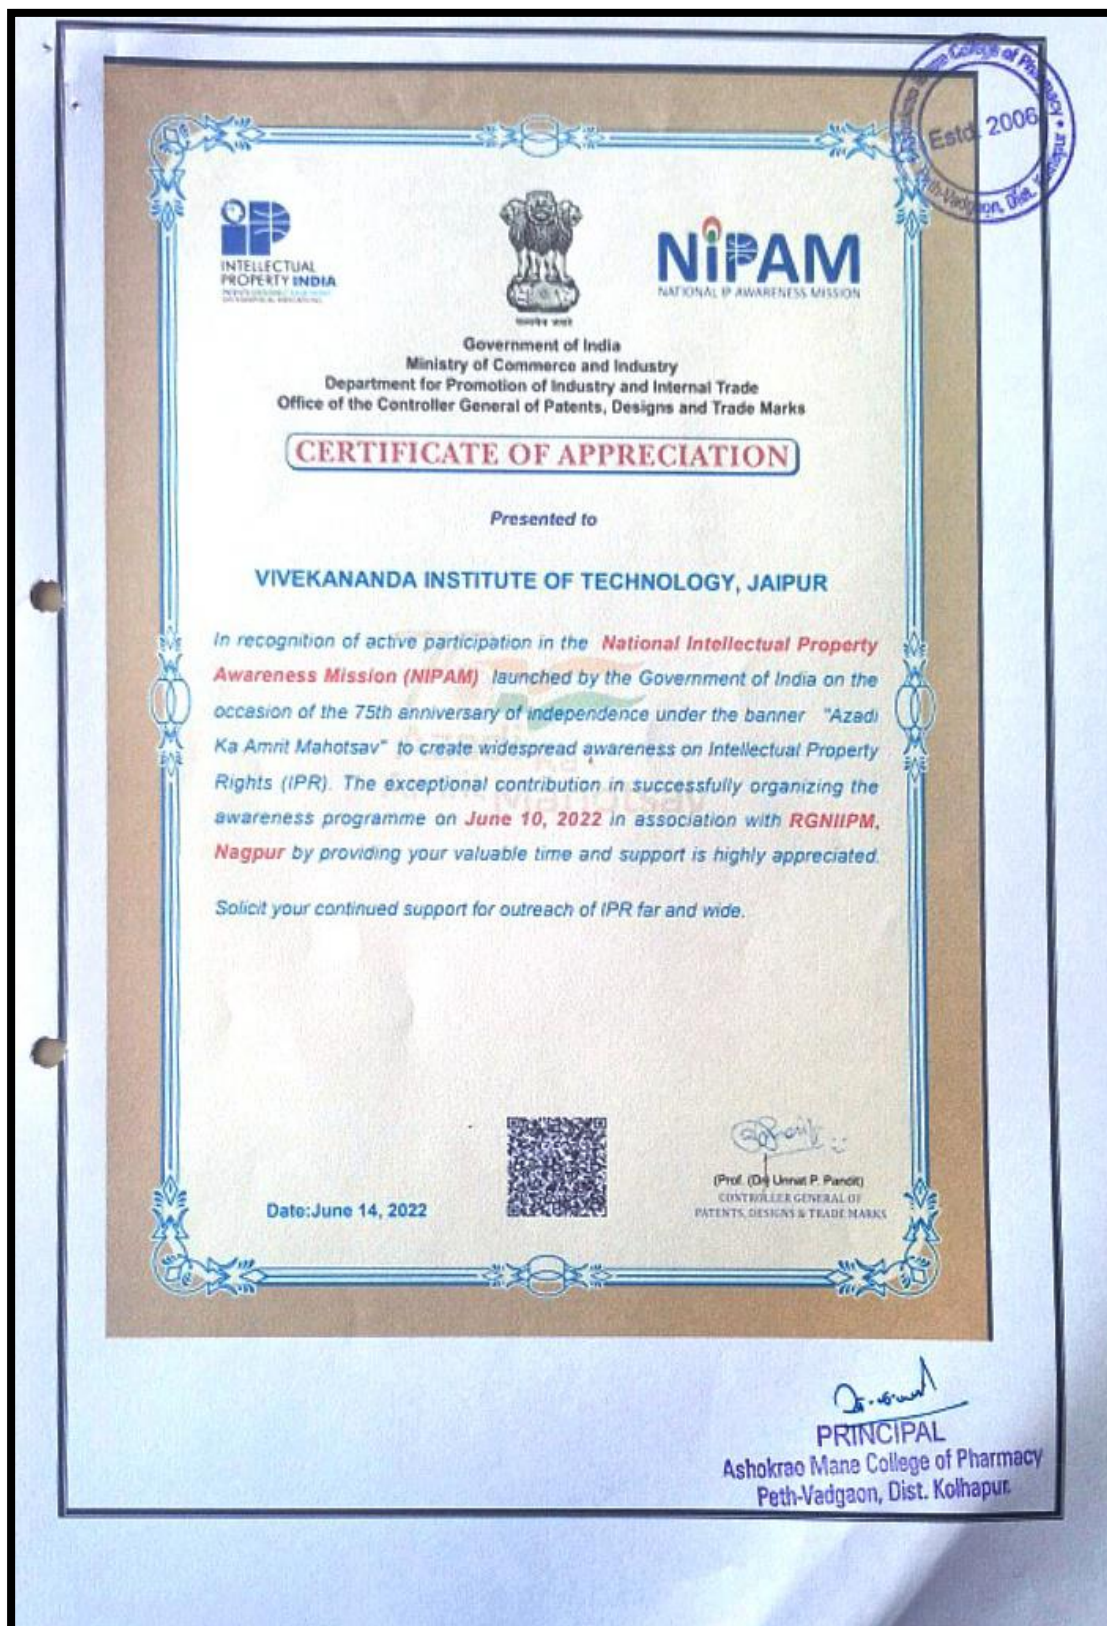 Estd. 2006
INTELLECTUAL
PROPERTY INDIA
NiPAM
NATIONAL IP AWARENESS MISSION
सत्यमेव जयते
Government of India
Ministry of Commerce and Industry
Department for Promotion of Industry and Internal Trade
Office of the Controller General of Patents, Designs and Trade Marks
CERTIFICATE OF APPRECIATION
Presented to
VIVEKANANDA INSTITUTE OF TECHNOLOGY, JAIPUR
In recognition of active participation in the National Intellectual Property
Awareness Mission (NIPAM) launched by the Government of India on the
occasion of the 75th anniversary of independence under the banner "Azadi
Ka Amrit Mahotsav" to create widespread awareness on Intellectual Property
Rights (IPR). The exceptional contribution in successfully organizing the
awareness programme on June 10, 2022 in association with RGNIIPM,
Nagpur by providing your valuable time and support is highly appreciated.
Solicit your continued support for outreach of IPR far and wide.
(Prof. (Dr) Unnat P. Pandit)
CONTROLLER GENERAL OF
PATENTS, DESIGNS & TRADE MARKS
Date:June 14, 2022
PRINCIPAL
Ashokrao Mane College of Pharmacy
Peth-Vadgaon, Dist. Kolhapur.